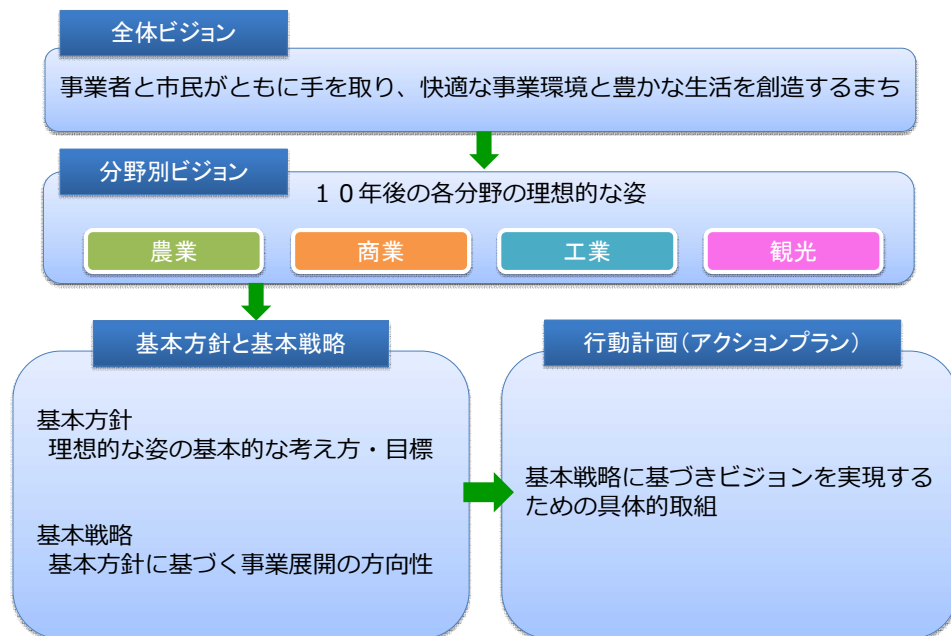 全体ビジョン
事業者と市民がともに手を取り、快適な事業環境と豊かな生活を創造するまち
分野別ビジョン
１０年後の各分野の理想的な姿
農業
商業
工業
観光
基本方針と基本戦略
基本方針
理想的な姿の基本的な考え方・目標
基本戦略
基本方針に基づく事業展開の方向性
行動計画（アクションプラン）
基本戦略に基づきビジョンを実現する
ための具体的取組